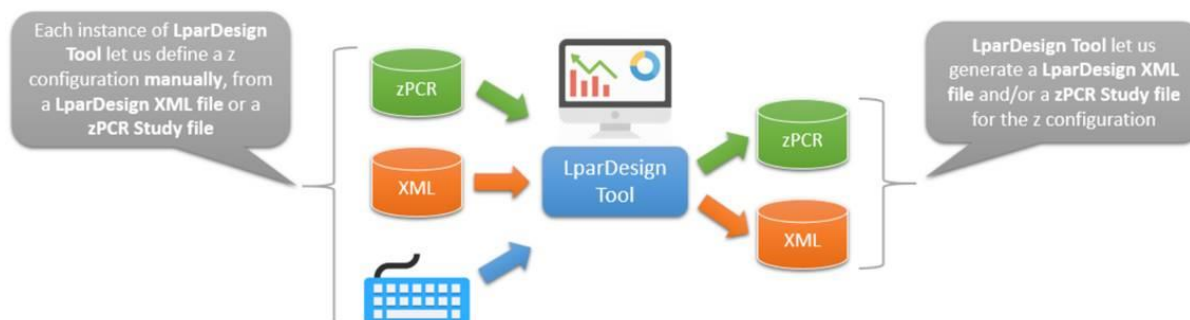 Each instance of LparDesign
Tool let us define a z
configuration manually, from
a LparDesign XML file or a
zPCR Study file
zPCR
XML
LparDesign
Tool
zPCR
XML
LparDesign Tool let us
generate a LparDesign XML
file and/or a zPCR Study file
for the z configuration